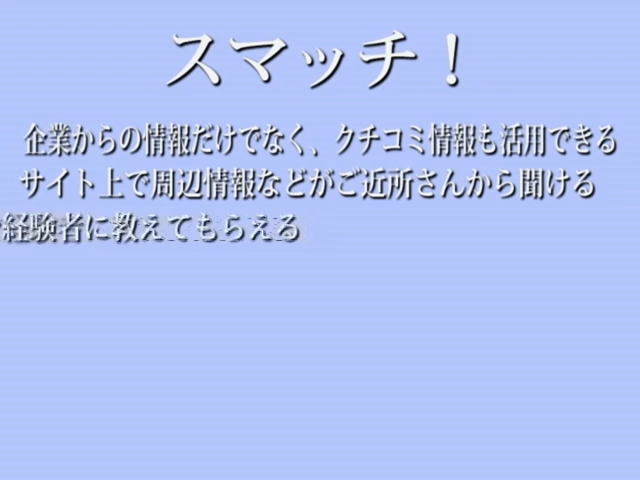 スマッチ！
企業からの情報だけでなく、クチコミ情報も活用できる
サイト上で周辺情報などがご近所さんから聞ける
経験者に教えてもらえる